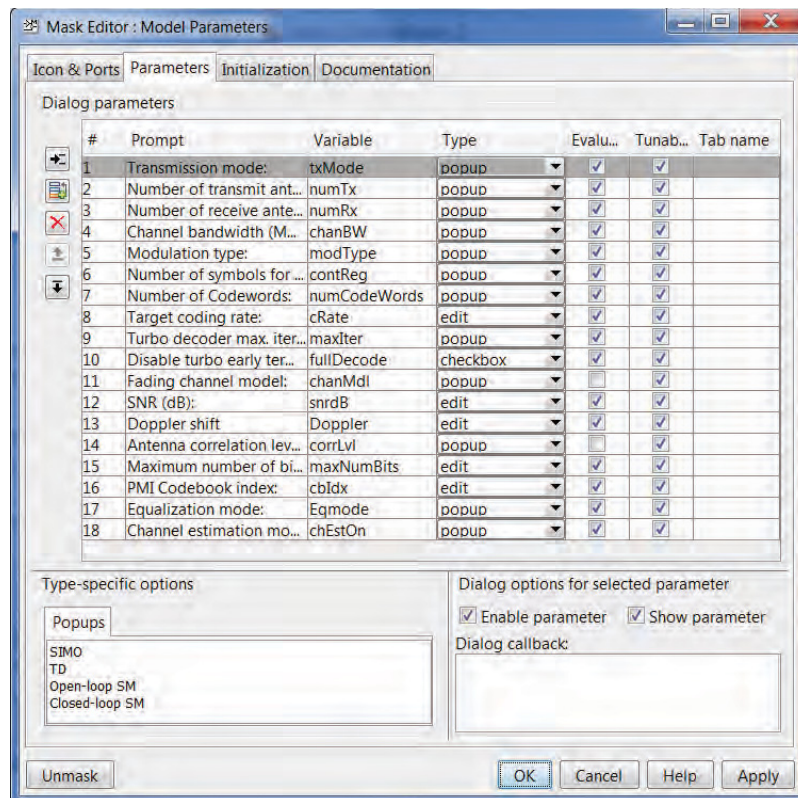 Mask Editor : Model Parameters
Icon & Ports Parameters Initialization Documentation
Dialog parameters
# Prompt Variable Type Evalu... Tunab... Tab name
1 Transmission mode: txMode popup
2 Number of transmit ant... numTx popup
3 Number of receive ante... numRx popup
4 Channel bandwidth (M... chanBW popup
5 Modulation type: modType popup
6 Number of symbols for ... contReg popup
7 Number of Codewords: numCodeWords popup
8 Target coding rate: cRate edit
9 Turbo decoder max. iter... maxIter popup
10 Disable turbo early ter... fullDecode checkbox
11 Fading channel model: chanMdl popup
12 SNR (dB): snrdB edit
13 Doppler shift Doppler edit
14 Antenna correlation lev... corrLvl popup
15 Maximum number of bi... maxNumBits edit
16 PMI Codebook index: cbIdx edit
17 Equalization mode: Eqmode popup
18 Channel estimation mo... chEstOn popup
Type-specific options
Popups
SIMO
TD
Open-loop SM
Closed-loop SM
Dialog options for selected parameter
Enable parameter Show parameter
Dialog callback:
Unmask OK Cancel Help Apply